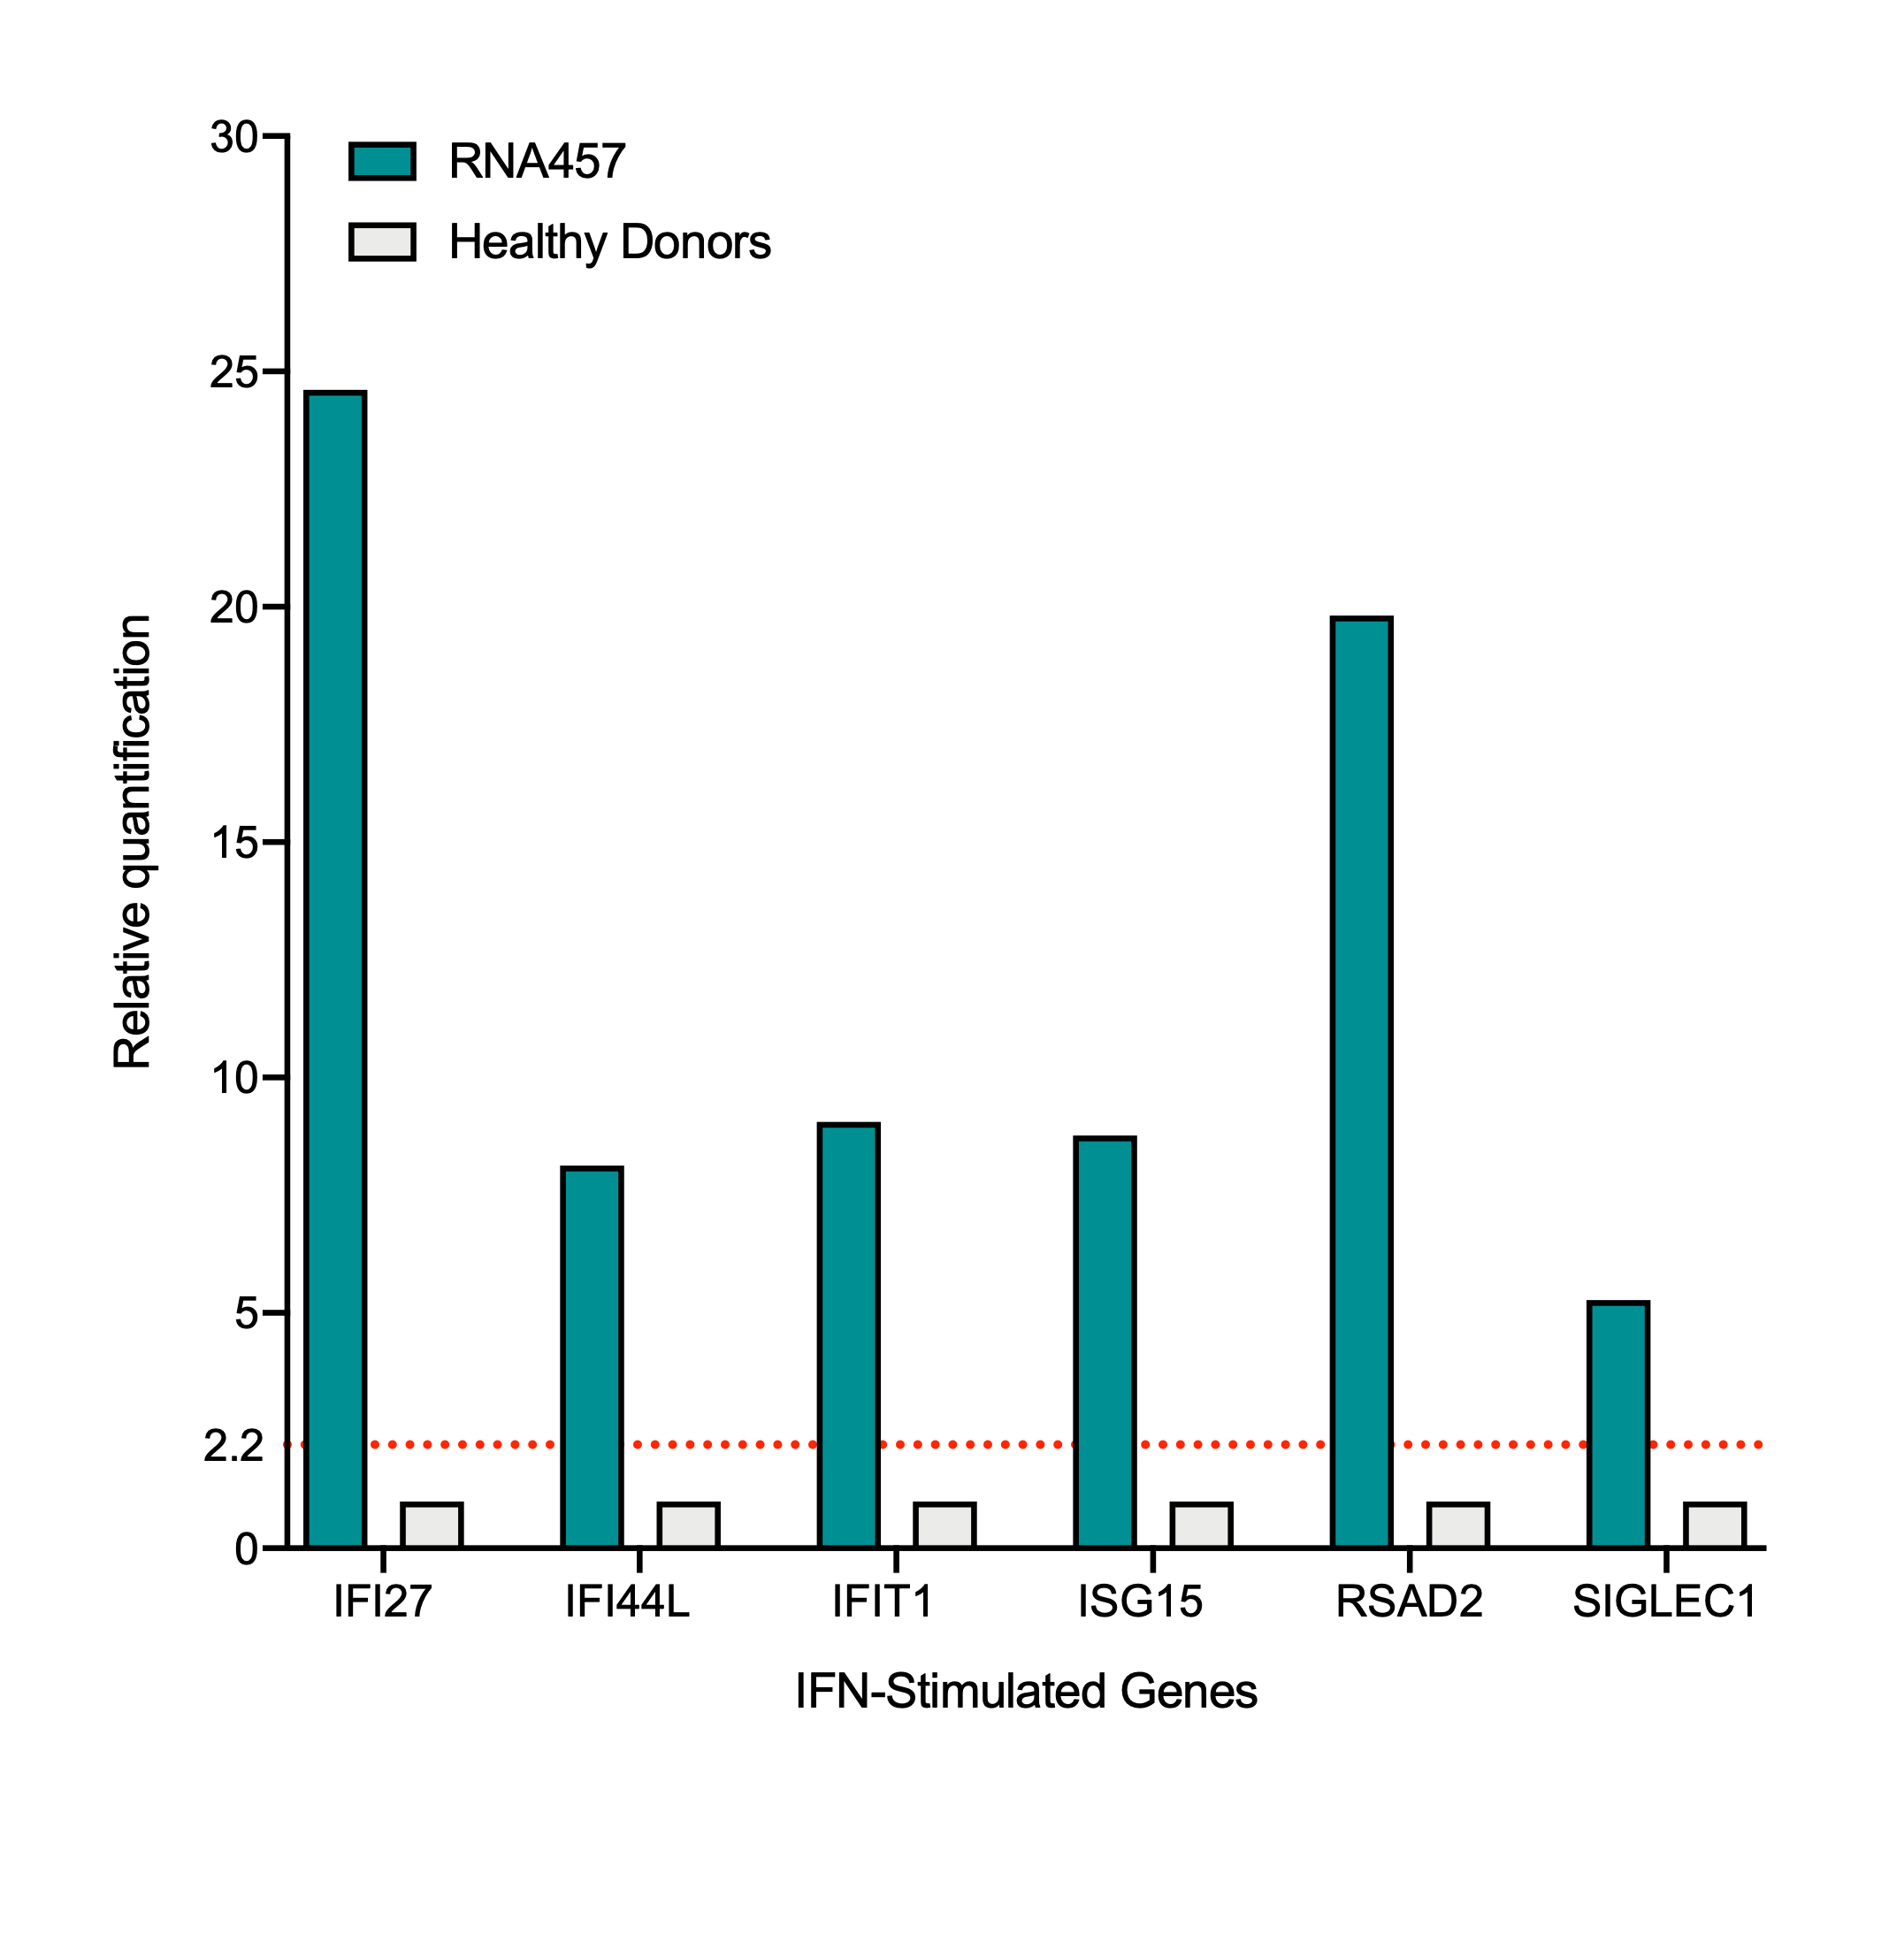 30
RNA457
Healthy Donors
25
20
15
10
5
2.2
0
Relative quantification
IFI27 IFI44L IFIT1 ISG15 RSAD2 SIGLEC1
IFN-Stimulated Genes